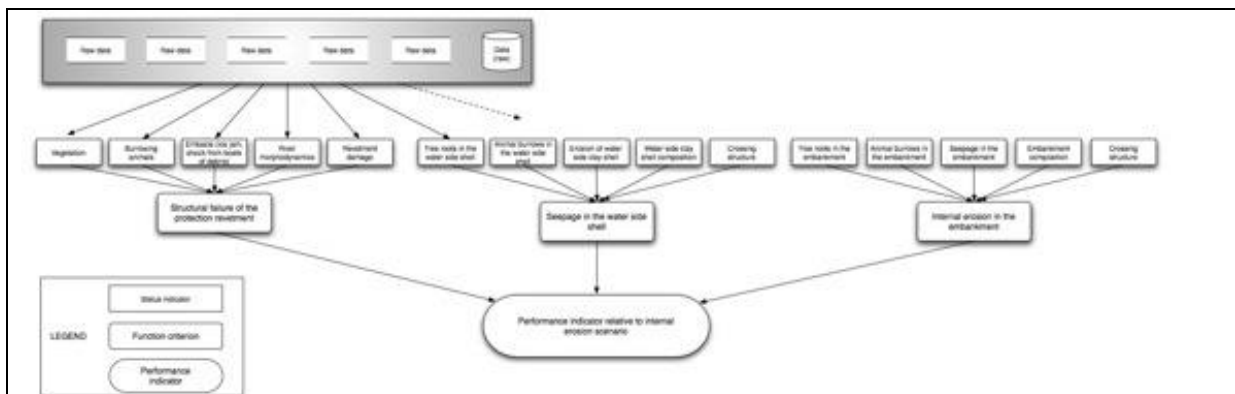 Raw data
Raw data
Raw data
Raw data
Raw data
Data
Vegetation
Burrowing
animals
River
morphodynamics
Revetment
damage
Tree roots in the
water side shell
Animal burrows in
the water side
shell
Erosion of water
side clay shell
Water side clay
shell composition
Crossing
structure
Tree roots in the
embankment
Animal burrows in
the embankment
Seepage in the
embankment
Embankment
composition
Crossing
structure
Structural failure of the
protection revetment
Seepage in the water side
shell
Internal erosion in the
embankment
Performance indicator relative to internal
erosion scenario
LEGEND
Status indicator
Function criterion
Performance
indicator